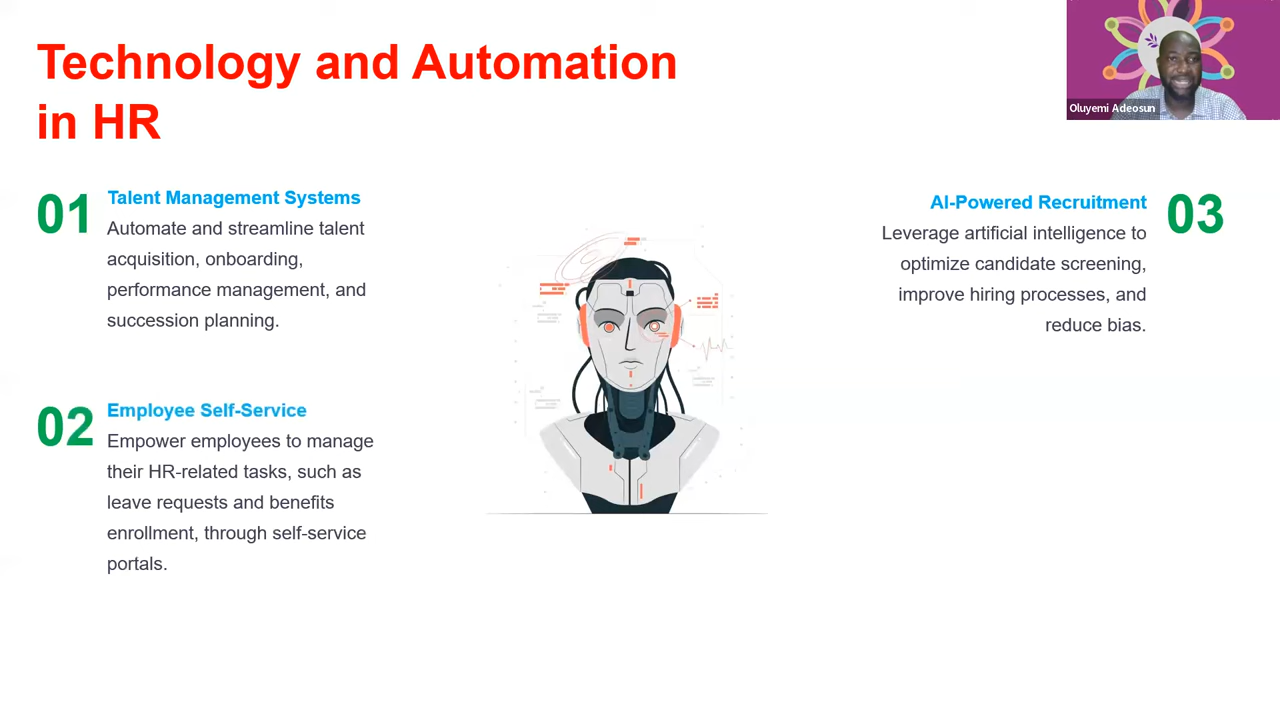 Technology and Automation
in HR
Oluyemi Adeosun
01
Talent Management Systems
Automate and streamline talent
acquisition, onboarding,
performance management, and
succession planning.
02
Employee Self-Service
Empower employees to manage
their HR-related tasks, such as
leave requests and benefits
enrollment, through self-service
portals.
AI-Powered Recruitment
03
Leverage artificial intelligence to
optimize candidate screening,
improve hiring processes, and
reduce bias.